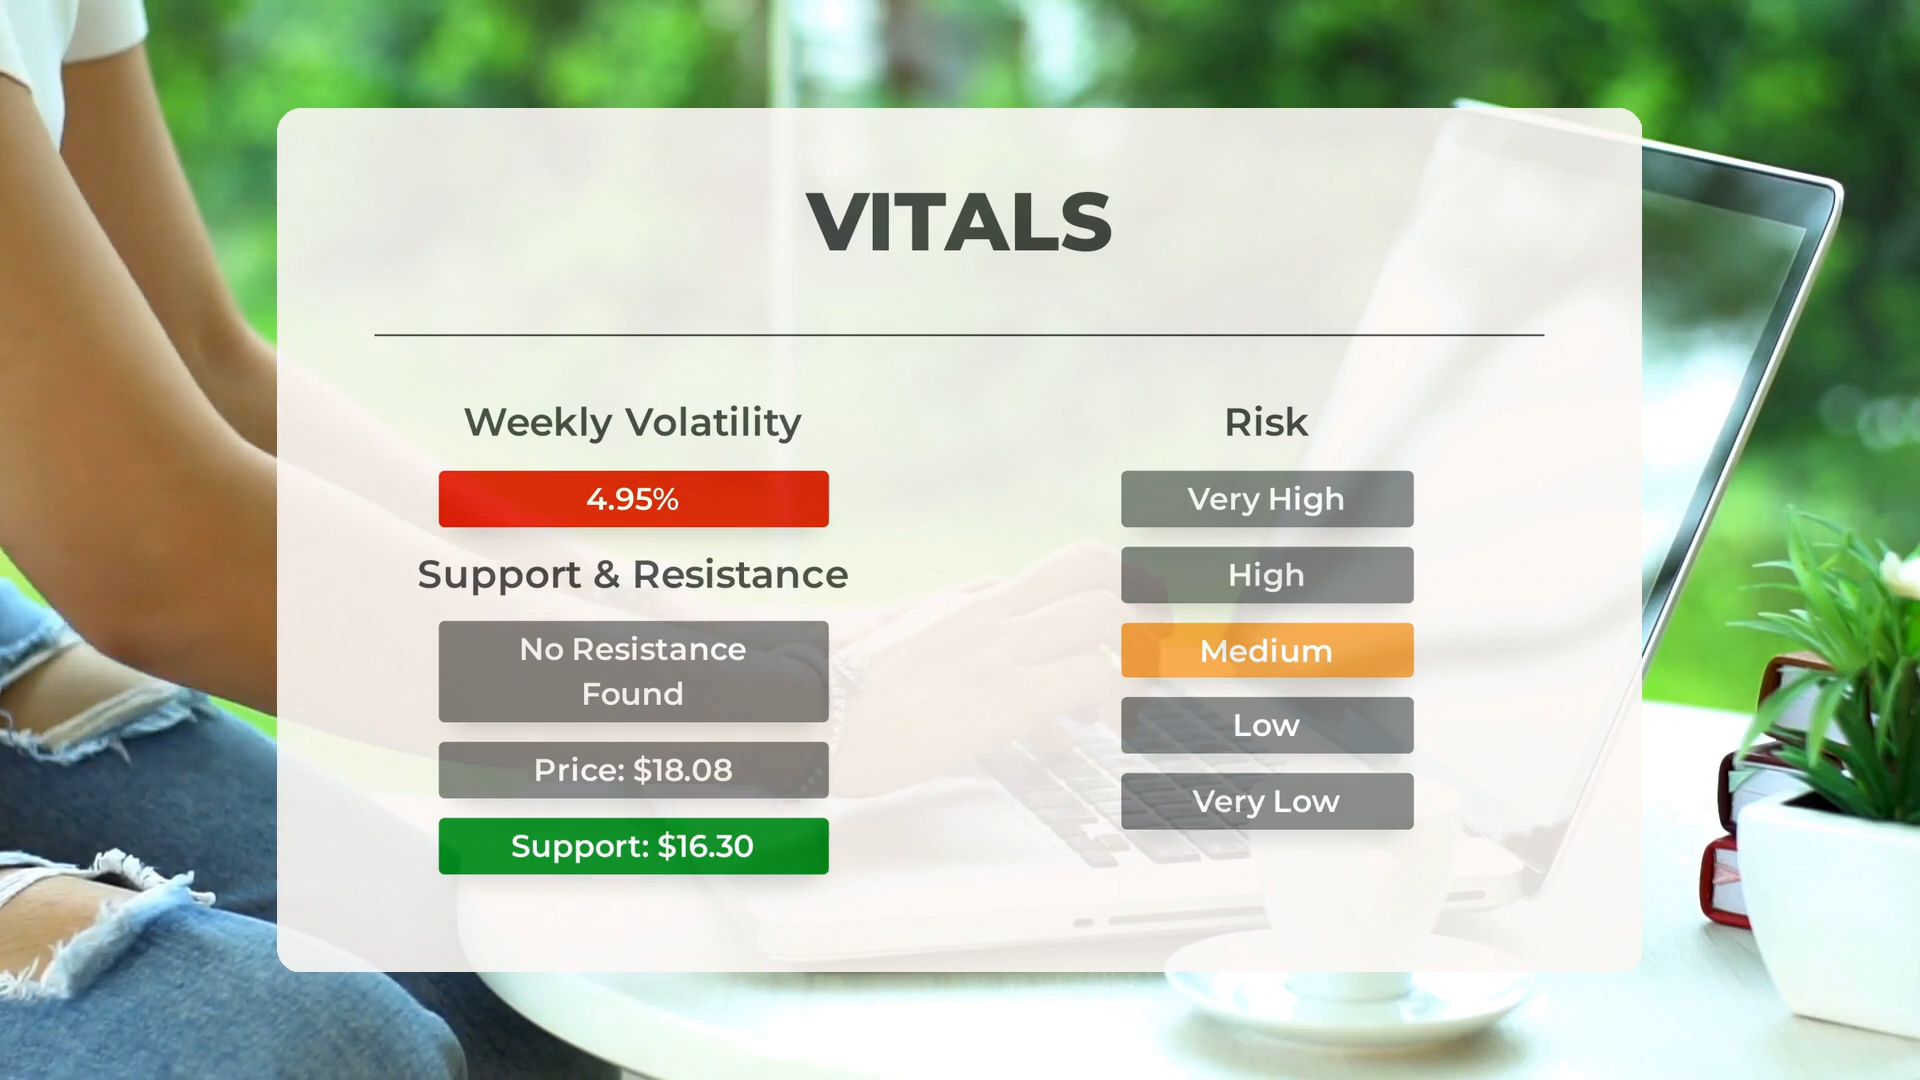 VITALS
Weekly Volatility
4.95%
Support & Resistance
No Resistance
Found
Price: $18.08
Support: $16.30
Risk
Very High
High
Medium
Low
Very Low